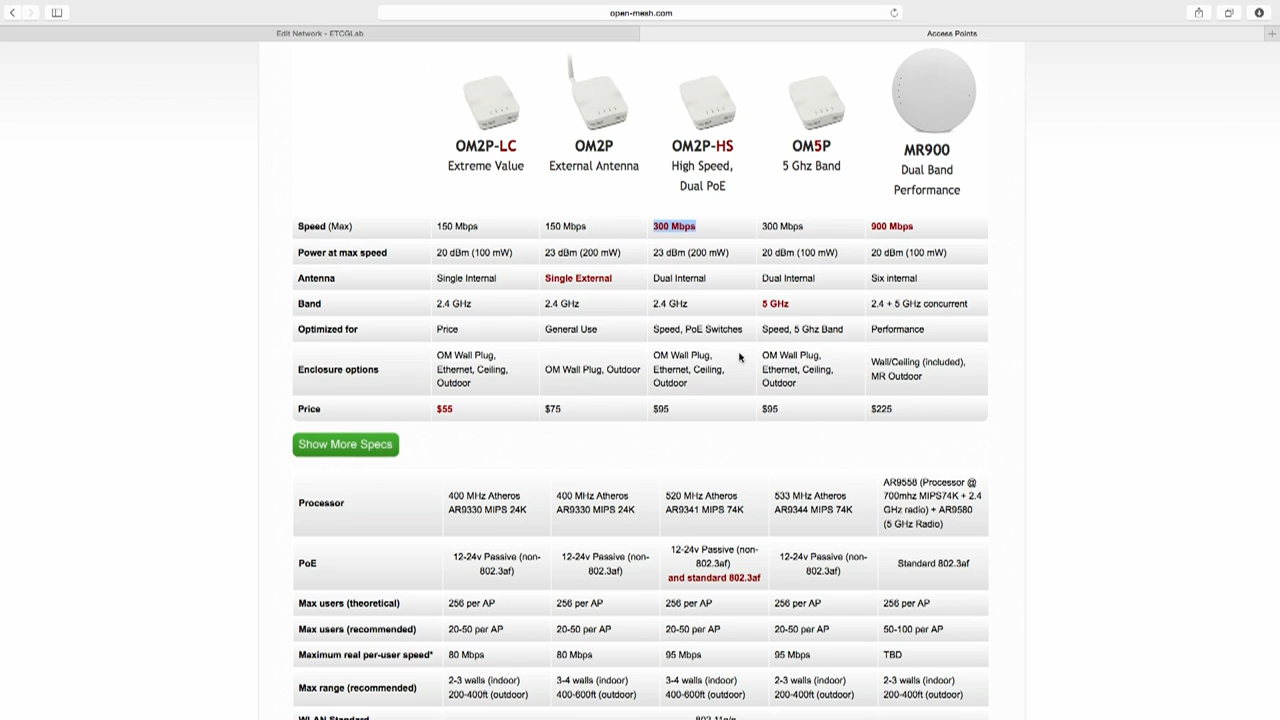 open-mesh.com
Edit Network - ETCGLab
Access Points
OM2P-LC
Extreme Value
OM2P
External Antenna
OM2P-HS
High Speed,
Dual PoE
OM5P
5 Ghz Band
MR900
Dual Band
Performance
Speed (Max) 150 Mbps 150 Mbps 300 Mbps 300 Mbps 900 Mbps
Power at max speed 20 dBm (100 mW) 23 dBm (200 mW) 23 dBm (200 mW) 20 dBm (100 mW) 20 dBm (100 mW)
Antenna Single Internal Single External Dual Internal Dual Internal Six internal
Band 2.4 GHz 2.4 GHz 2.4 GHz 5 GHz 2.4 + 5 GHz concurrent
Optimized for Price General Use Speed, PoE Switches Speed, 5 Ghz Band Performance
Enclosure options
OM Wall Plug,
Ethernet, Ceiling,
Outdoor
OM Wall Plug, Outdoor
OM Wall Plug,
Ethernet, Ceiling,
Outdoor
OM Wall Plug,
Ethernet, Ceiling,
Outdoor
Wall/Ceiling (included),
MR Outdoor
Price $55 $75 $95 $95 $225
Show More Specs
Processor
400 MHz Atheros
AR9330 MIPS 24K
400 MHz Atheros
AR9330 MIPS 24K
520 MHz Atheros
AR9341 MIPS 74K
533 MHz Atheros
AR9344 MIPS 74K
AR9558 (Processor @
700mhz MIPS74K + 2.4
GHz radio) + AR9580
(5 GHz Radio)
PoE
12-24v Passive (non-
802.3af)
12-24v Passive (non-
802.3af)
12-24v Passive (non-
802.3af)
and standard 802.3af
12-24v Passive (non-
802.3af)
Standard 802.3af
Max users (theoretical) 256 per AP 256 per AP 256 per AP 256 per AP 256 per AP
Max users (recommended) 20-50 per AP 20-50 per AP 20-50 per AP 20-50 per AP 50-100 per AP
Maximum real per-user speed* 80 Mbps 80 Mbps 95 Mbps 95 Mbps TBD
Max range (recommended)
2-3 walls (indoor)
200-400ft (outdoor)
3-4 walls (indoor)
400-600ft (outdoor)
3-4 walls (indoor)
400-600ft (outdoor)
2-3 walls (indoor)
200-400ft (outdoor)
2-3 walls (indoor)
200-400ft (outdoor)
WLAN Standard 802.11g/n